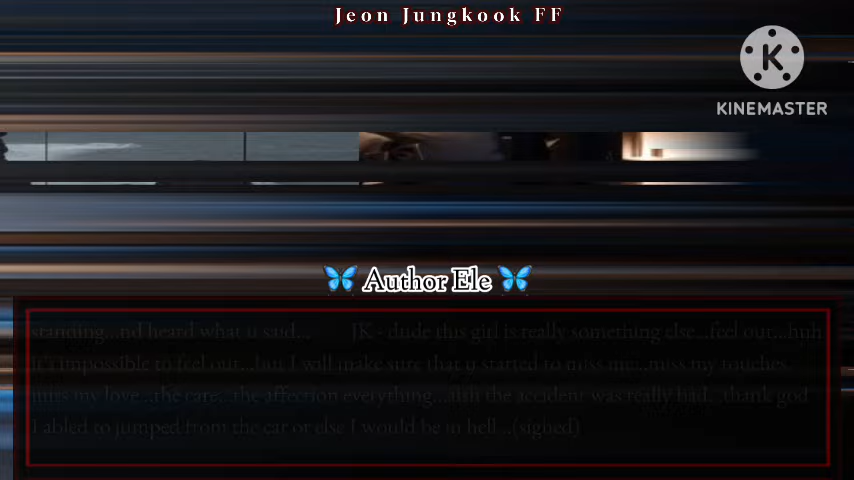 Jeon Jungkook FF
KINEMASTER
Author Ele
standing...nd heard what u said... JK - dude this girl is really something else...feel out...huh
it's impossible to feel out...but I will make sure that u started to miss me...miss my touches
miss my love...the care...the affection everything...tish the accident was really bad...thank god
I abled to jumped from the car or else I would be in hell...(sighed)